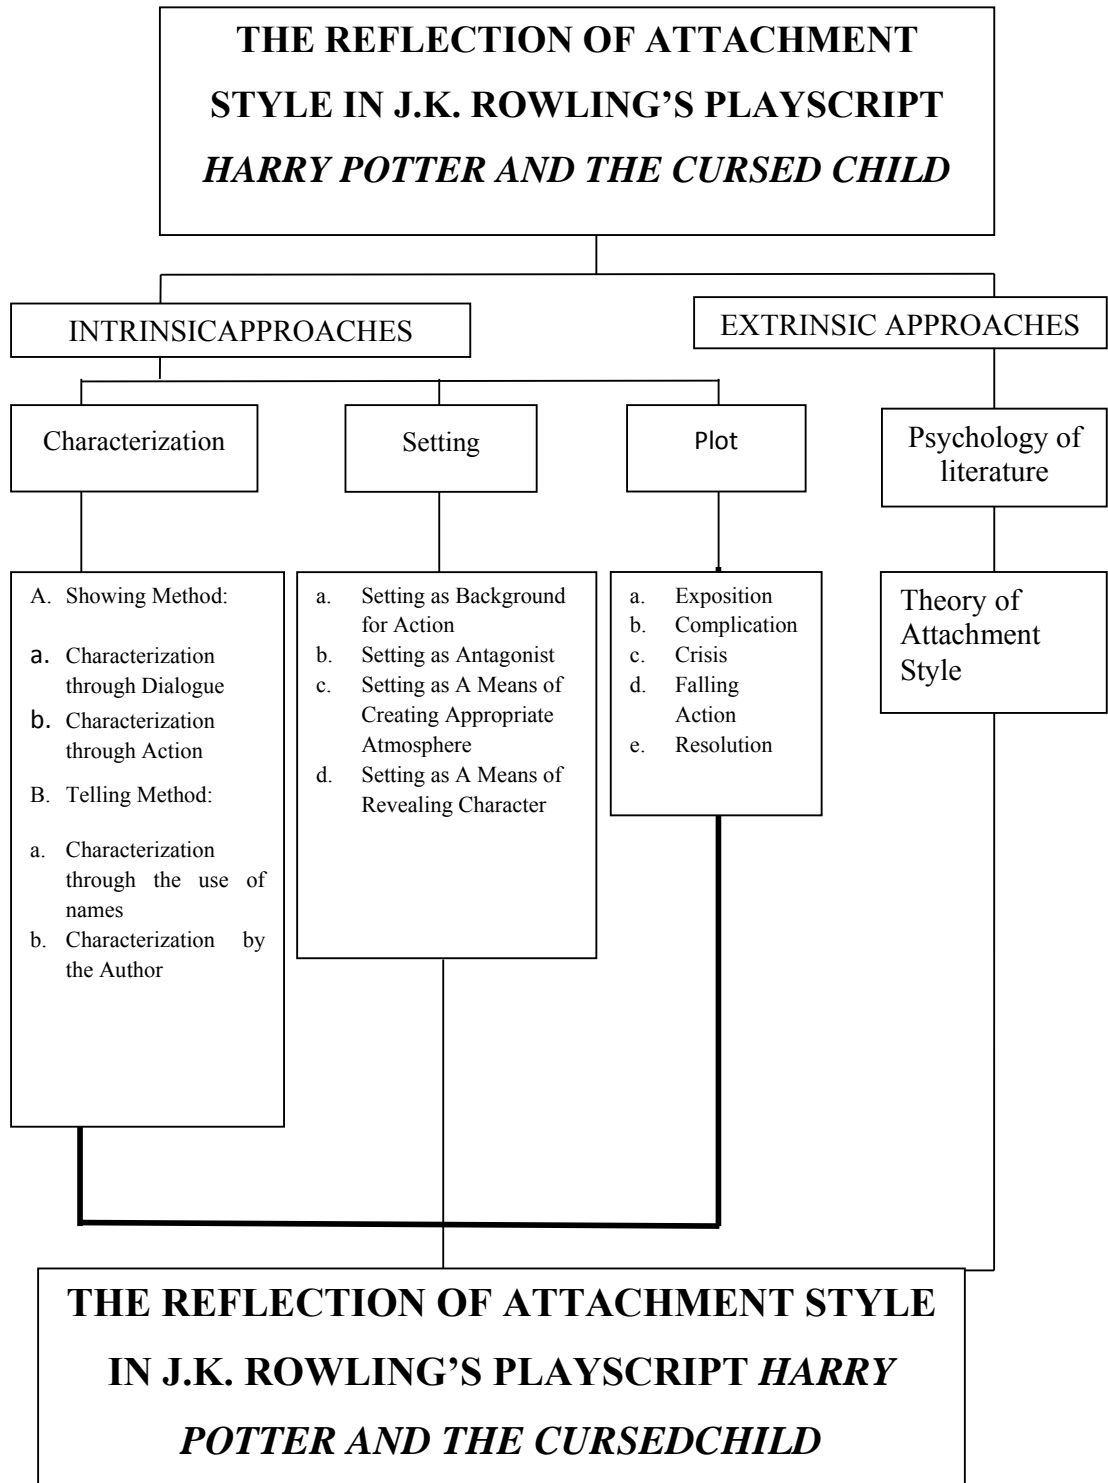 THE REFLECTION OF ATTACHMENT
STYLE IN J.K. ROWLING’S PLAYSCRIPT
HARRY POTTER AND THE CURSED CHILD
INTRINSICAPPROACHES
EXTRINSIC APPROACHES
Characterization
Setting
Plot
Psychology of
literature
A. Showing Method:
a. Characterization
through Dialogue
b. Characterization
through Action
B. Telling Method:
a. Characterization
through the use of
names
b. Characterization by
the Author
a. Setting as Background
for Action
b. Setting as Antagonist
c. Setting as A Means of
Creating Appropriate
Atmosphere
d. Setting as A Means of
Revealing Character
a. Exposition
b. Complication
c. Crisis
d. Falling
Action
e. Resolution
Theory of
Attachment
Style
THE REFLECTION OF ATTACHMENT STYLE
IN J.K. ROWLING’S PLAYSCRIPT HARRY
POTTER AND THE CURSEDCHILD